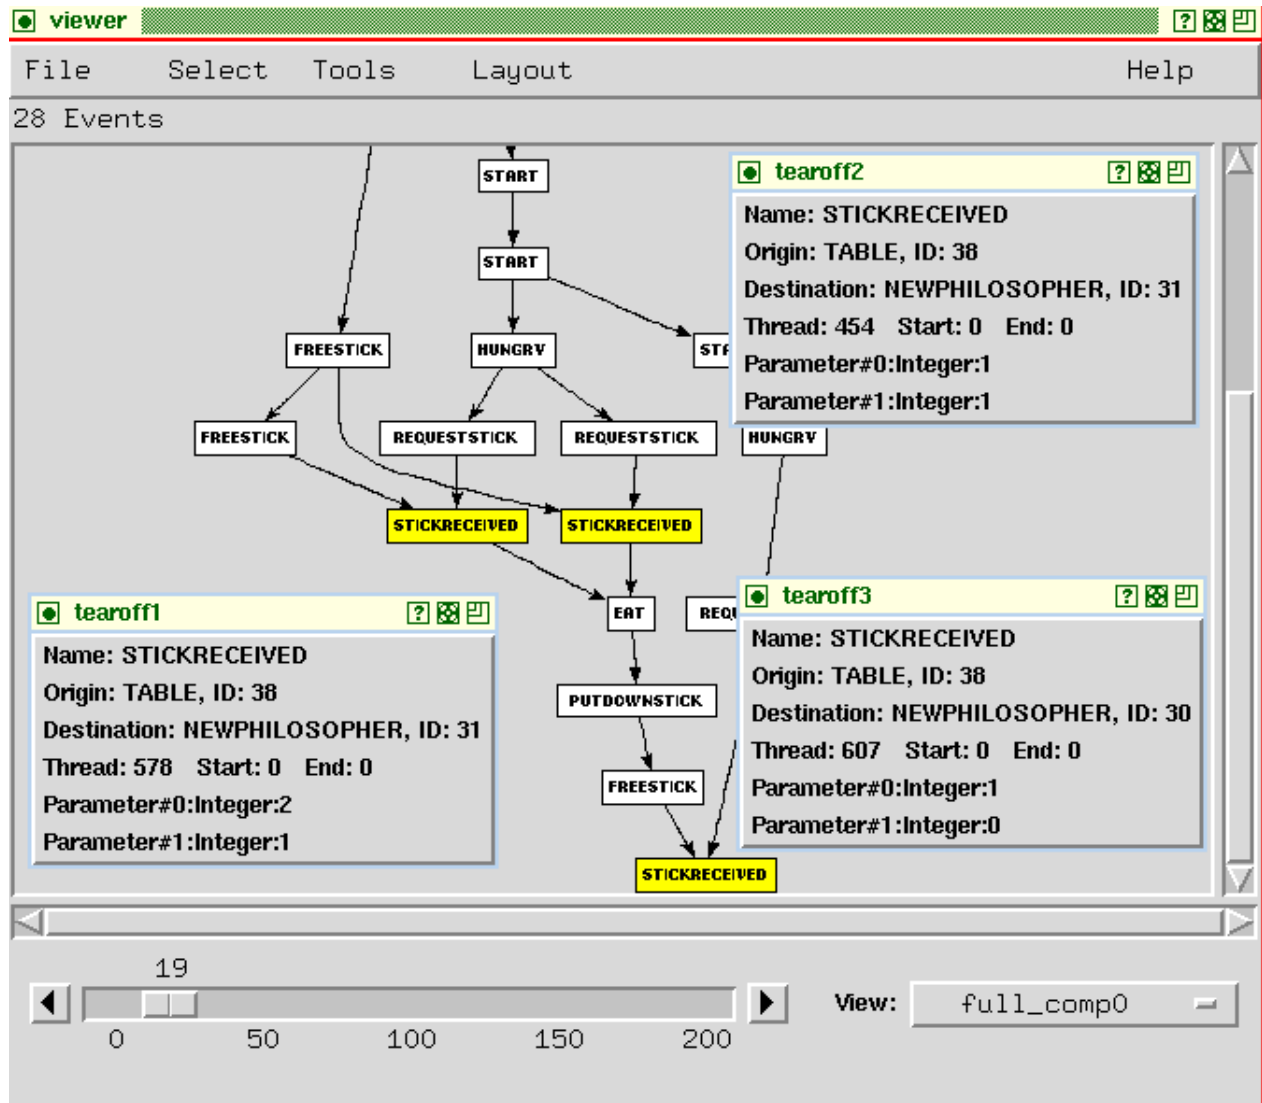 viewer
File Select Tools Layout Help
28 Events
START
tearoff2
Name: STICKRECEIVED
Origin: TABLE, ID: 38
Destination: NEWPHILOSOPHER, ID: 31
Thread: 454 Start: 0 End: 0
Parameter#0:Integer:1
Parameter#1:Integer:1
START
FREESTICK HUNGRY STA
FREESTICK REQUESTSTICK REQUESTSTICK HUNGRY
STICKRECEIVED STICKRECEIVED
EAT REQU
tearoff1
Name: STICKRECEIVED
Origin: TABLE, ID: 38
Destination: NEWPHILOSOPHER, ID: 31
Thread: 578 Start: 0 End: 0
Parameter#0:Integer:2
Parameter#1:Integer:1
tearoff3
Name: STICKRECEIVED
Origin: TABLE, ID: 38
Destination: NEWPHILOSOPHER, ID: 30
Thread: 607 Start: 0 End: 0
Parameter#0:Integer:1
Parameter#1:Integer:0
PUTDOWNSTICK
FREESTICK
STICKRECEIVED
19
0 50 100 150 200
View: full_comp0